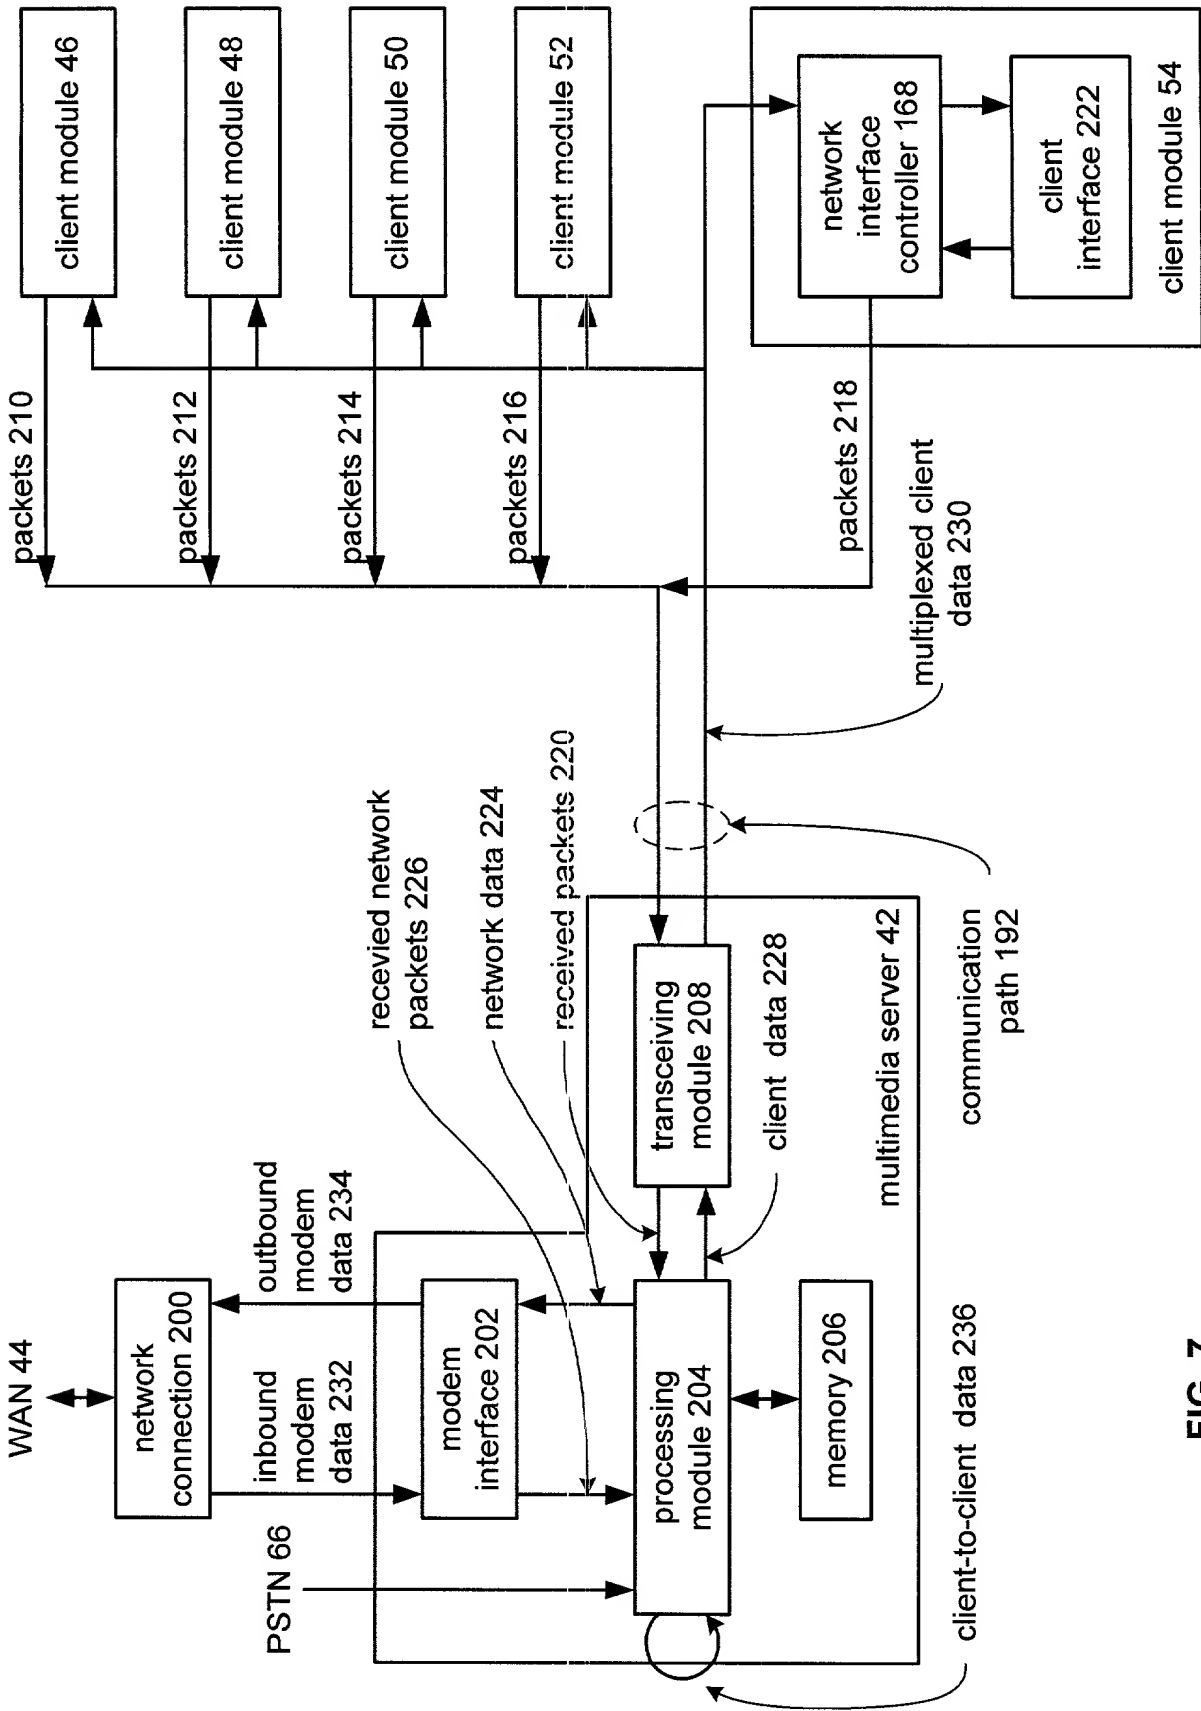 WAN 44
network
connection 200
inbound
modem
data 232
outbound
modem
data 234
PSTN 66
modem
interface 202
processing
module 204
memory 206
client-to-client data 236
recevied network
packets 226
network data 224
received packets 220
transceiving
module 208
client data 228
multimedia server 42
communication
path 192
multiplexed client
data 230
packets 210
packets 212
packets 214
packets 216
packets 218
client module 46
client module 48
client module 50
client module 52
network
interface
controller 168
client
interface 222
client module 54
FIG. 7